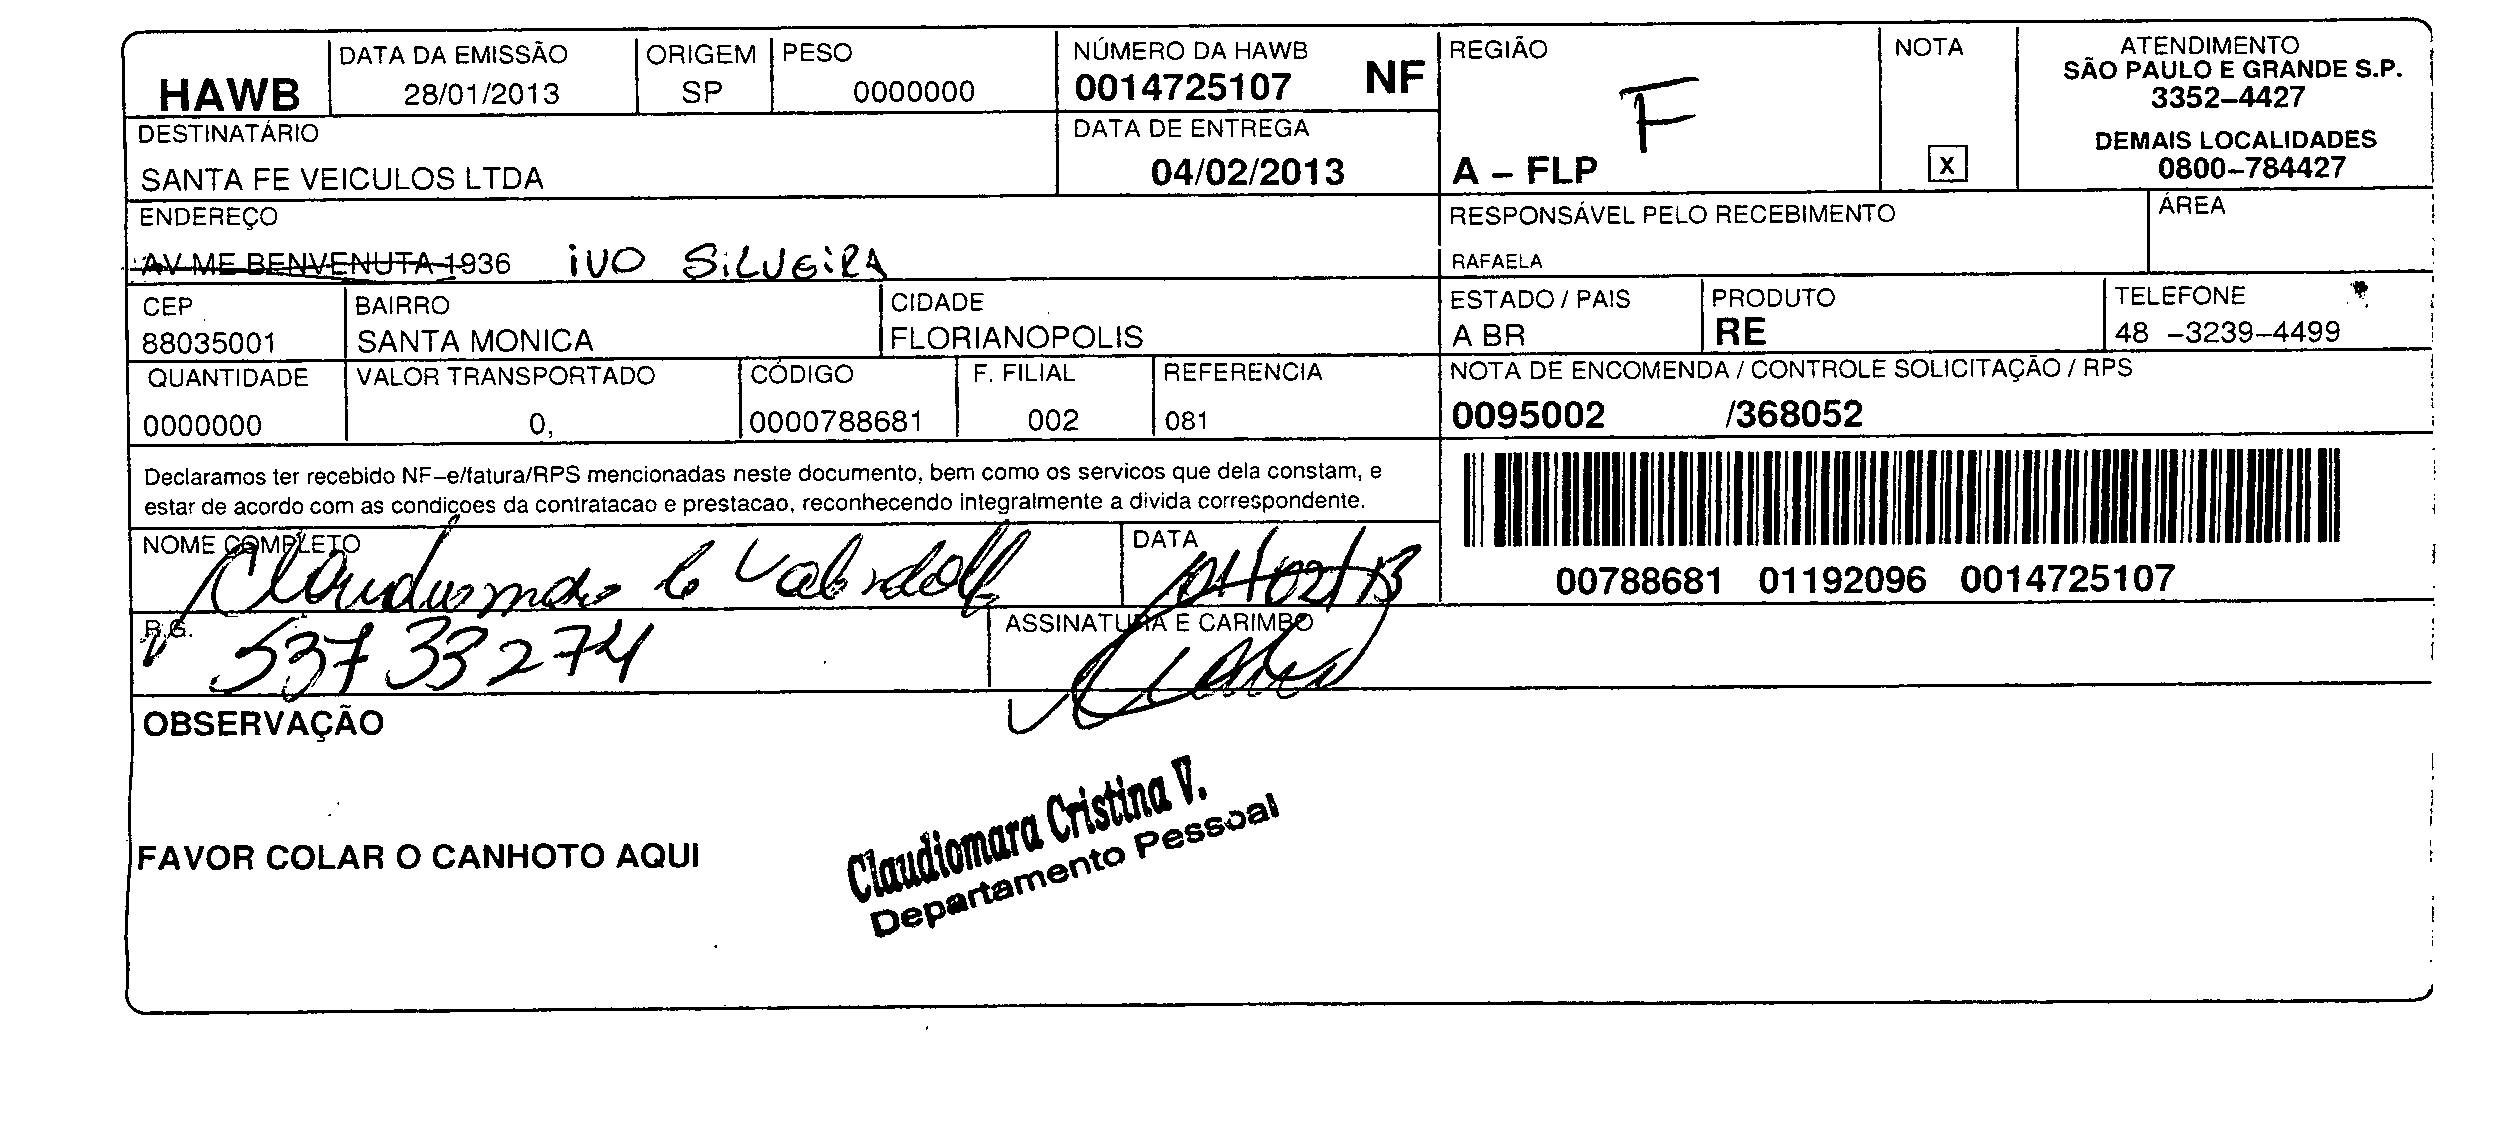 HAWB
DATA DA EMISSÃO
28/01/2013
ORIGEM
SP
PESO
0000000
NÚMERO DA HAWB
0014725107 NF
REGIÃO
F
A – FLP
NOTA
X
ATENDIMENTO
SÃO PAULO E GRANDE S.P.
3352–4427
DEMAIS LOCALIDADES
0800–784427
DESTINATÁRIO
SANTA FE VEICULOS LTDA
DATA DE ENTREGA
04/02/2013
ENDEREÇO
AV ME BENVENUTA 1936 IVO SILVEIRA
RESPONSÁVEL PELO RECEBIMENTO
RAFAELA
ÁREA
CEP
88035001
BAIRRO
SANTA MONICA
CIDADE
FLORIANOPOLIS
ESTADO / PAIS
A BR
PRODUTO
RE
TELEFONE
48 –3239–4499
QUANTIDADE
0000000
VALOR TRANSPORTADO
0,
CÓDIGO
0000788681
F. FILIAL
002
REFERENCIA
081
NOTA DE ENCOMENDA / CONTROLE SOLICITAÇÃO / RPS
0095002 /368052
Declaramos ter recebido NF–e/fatura/RPS mencionadas neste documento, bem como os servicos que dela constam, e
estar de acordo com as condiçoes da contratacao e prestacao, reconhecendo integralmente a divida correspondente.
00788681 01192096 0014725107
NOME COMPLETO
DATA
04/02/13
R.G.
53733274
ASSINATURA E CARIMBO
OBSERVAÇÃO
Claudiomara Cristina V.
Departamento Pessoal
FAVOR COLAR O CANHOTO AQUI